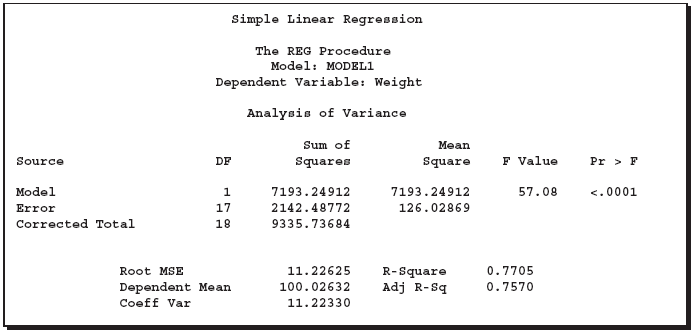 Simple Linear Regression
The REG Procedure
Model: MODEL1
Dependent Variable: Weight
Analysis of Variance
Sum of Mean
Source DF Squares Square F Value Pr > F
Model 1 7193.24912 7193.24912 57.08 <.0001
Error 17 2142.48772 126.02869
Corrected Total 18 9335.73684
Root MSE 11.22625 R-Square 0.7705
Dependent Mean 100.02632 Adj R-Sq 0.7570
Coeff Var 11.22330